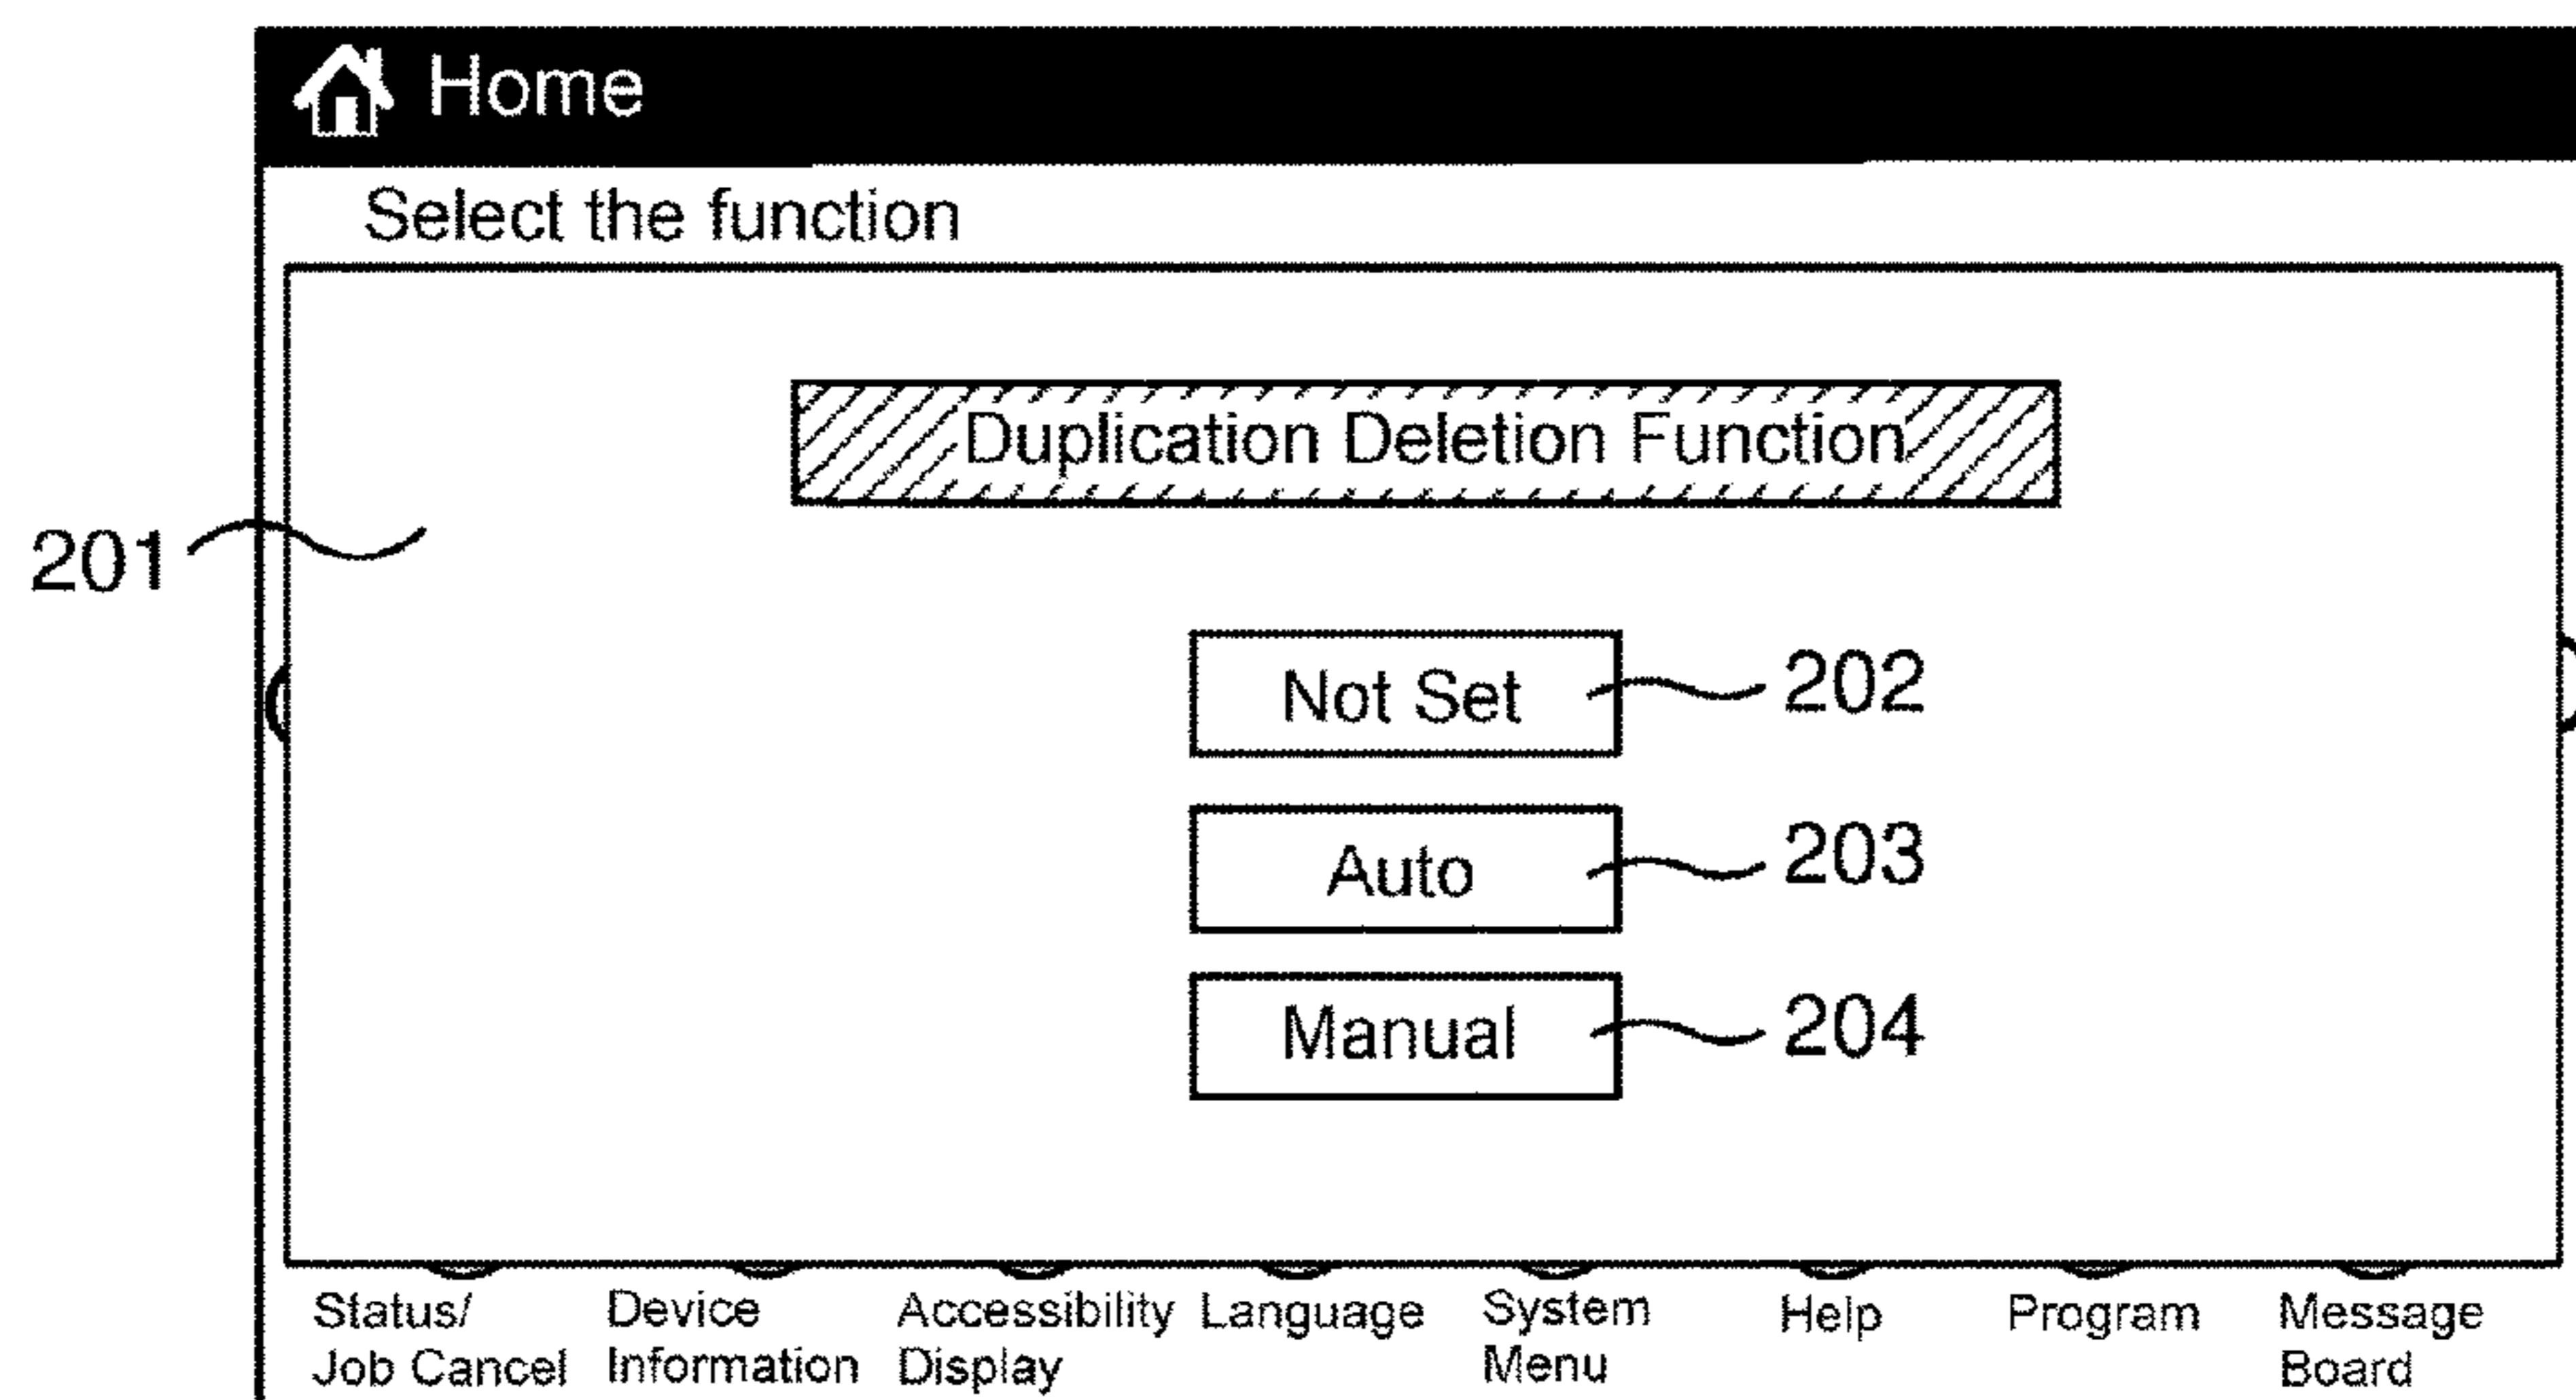 Home
Select the function
Duplication Deletion Function
201
Not Set 202
Auto 203
Manual 204
Status/ Device Accessibility Language System Help Program Message
Job Cancel Information Display Menu Board